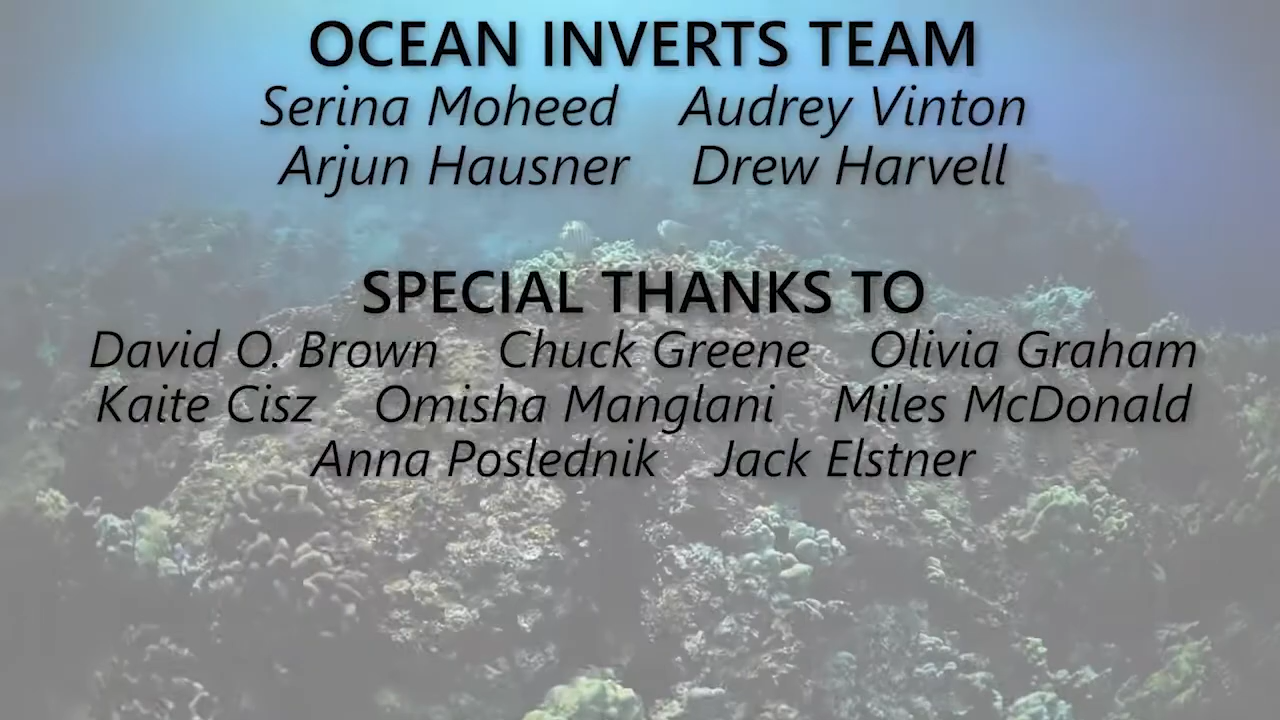 OCEAN INVERTS TEAM
Serina Moheed Audrey Vinton
Arjun Hausner Drew Harvell
SPECIAL THANKS TO
David O. Brown Chuck Greene Olivia Graham
Kaite Cisz Omisha Manglani Miles McDonald
Anna Poslednik Jack Elstner